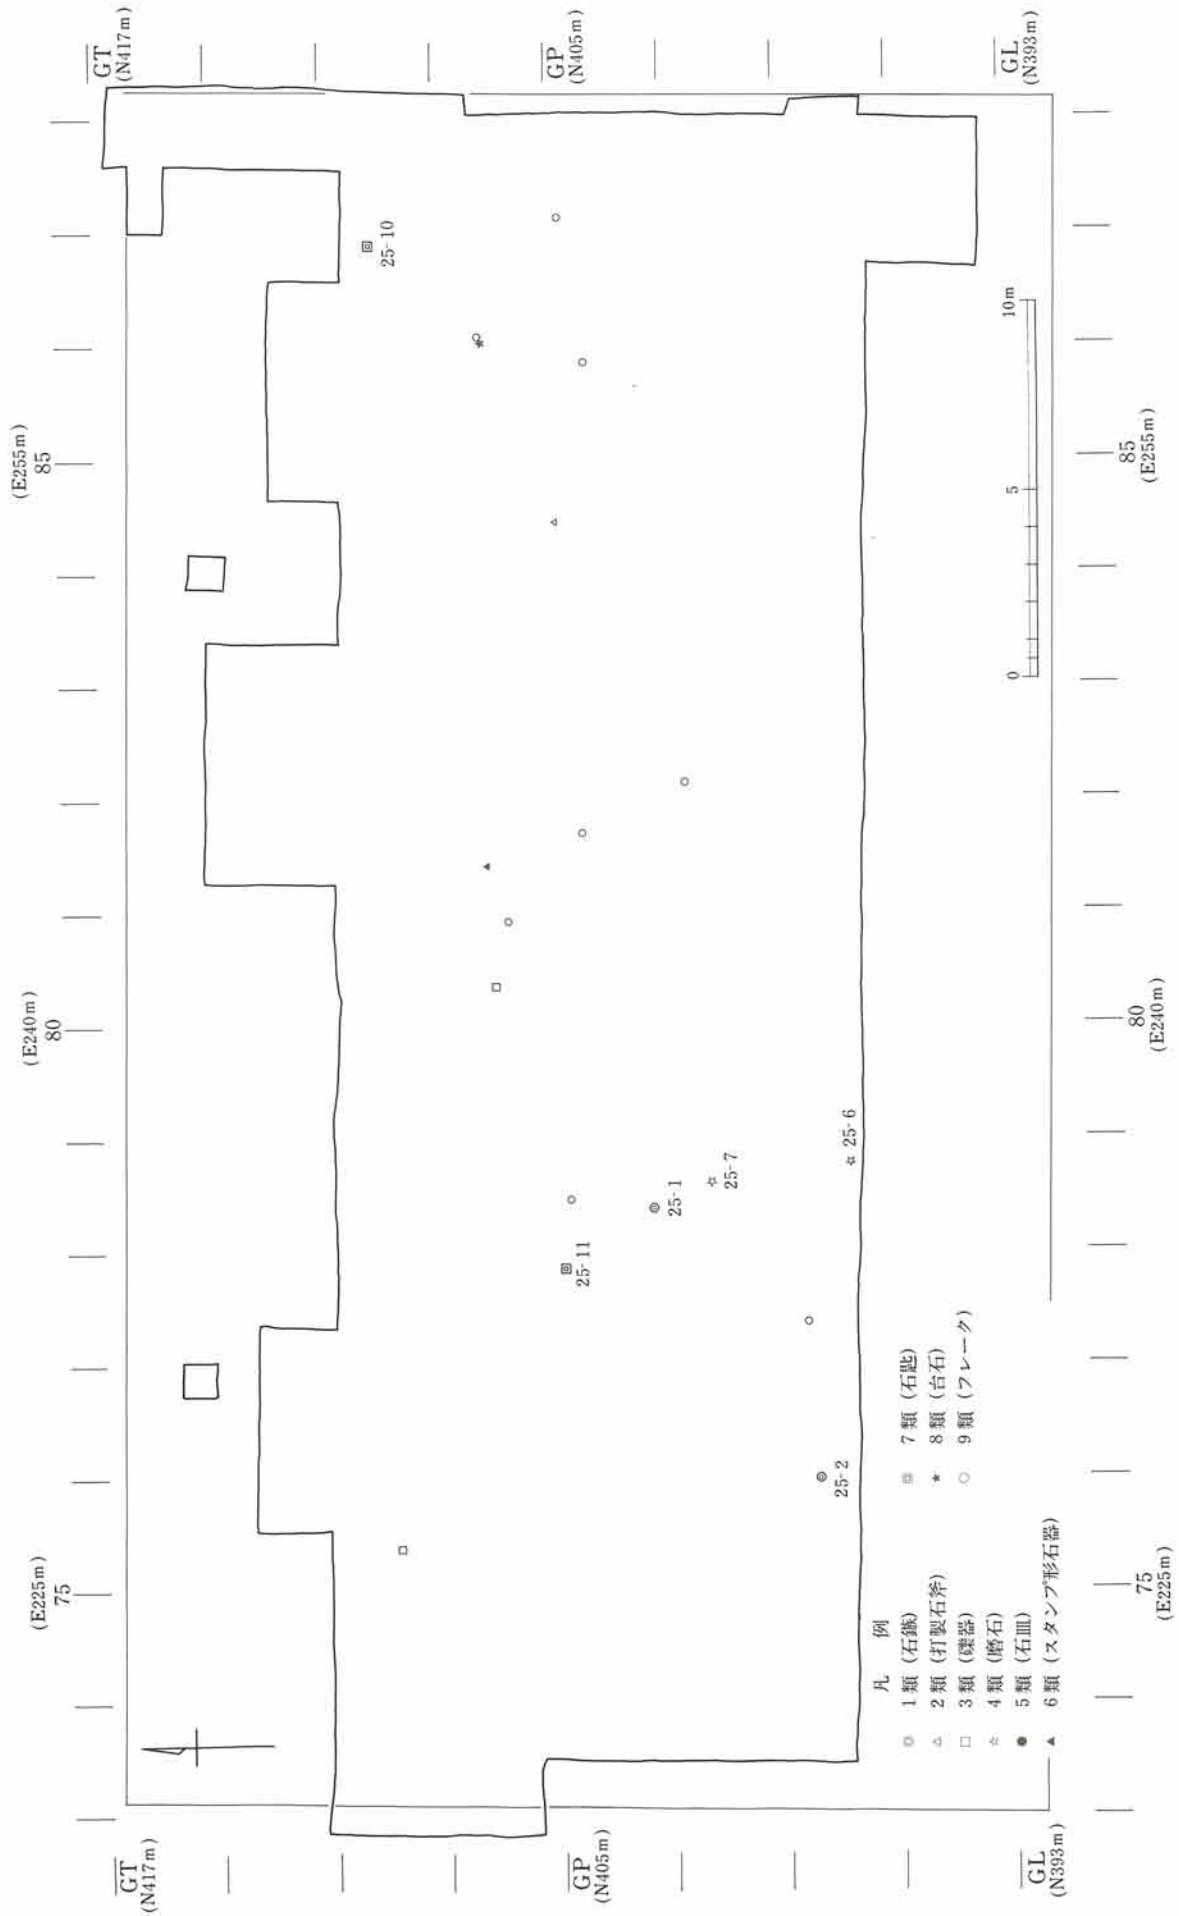 (E225m)
75
(E240m)
80
(E255m)
85
GT
(N417m)
GP
(N405m)
GL
(N393m)
GT
(N417m)
GP
(N405m)
GL
(N393m)
25-10
25-11
25-1
25-7
25-6
25-2
0 5 10m
凡 例
1類 (石鏃)
2類 (打製石斧)
3類 (礫器)
4類 (磨石)
5類 (石皿)
6類 (スタンプ形石器)
7類 (石匙)
8類 (台石)
9類 (フレーク)
75
(E225m)
80
(E240m)
85
(E255m)